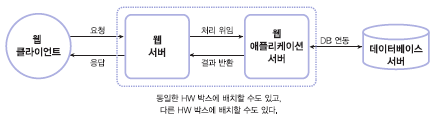 웹
클라이언트
요청
응답
웹
서버
처리 위임
결과 반환
웹
애플리케이션
서버
DB 연동
데이터베이스
서버
동일한 HW 박스에 배치할 수도 있고,
다른 HW 박스에 배치할 수도 있다.